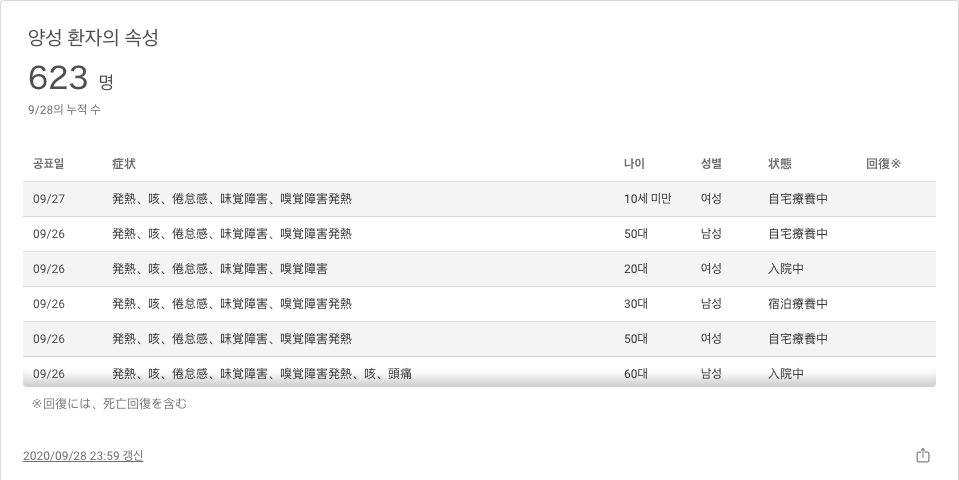 양성 환자의 속성
623 명
9/28의 누적 수
공표일 症状 나이 성별 状態 回復※
09/27 発熱、咳、倦怠感、味覚障害、嗅覚障害発熱 10세 미만 여성 自宅療養中
09/26 発熱、咳、倦怠感、味覚障害、嗅覚障害発熱 50대 남성 自宅療養中
09/26 発熱、咳、倦怠感、味覚障害、嗅覚障害 20대 여성 入院中
09/26 発熱、咳、倦怠感、味覚障害、嗅覚障害発熱 30대 남성 宿泊療養中
09/26 発熱、咳、倦怠感、味覚障害、嗅覚障害発熱 50대 여성 自宅療養中
09/26 発熱、咳、倦怠感、味覚障害、嗅覚障害発熱、咳、頭痛 60대 남성 入院中
※回復には、死亡回復を含む
2020/09/28 23:59 갱신